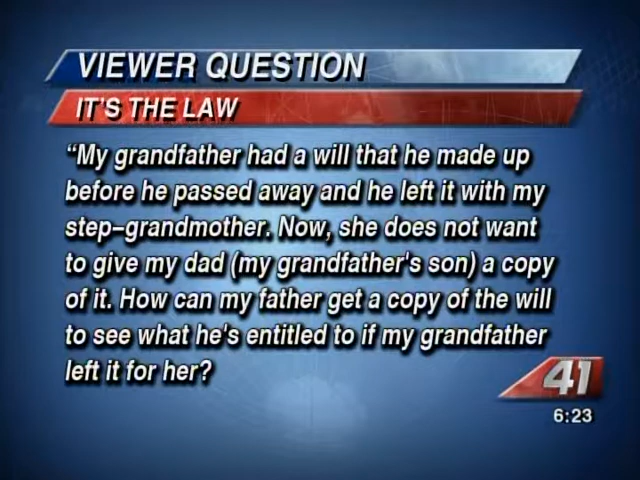 VIEWER QUESTION
IT'S THE LAW
“My grandfather had a will that he made up
before he passed away and he left it with my
step–grandmother. Now, she does not want
to give my dad (my grandfather's son) a copy
of it. How can my father get a copy of the will
to see what he's entitled to if my grandfather
left it for her?
41
6:23